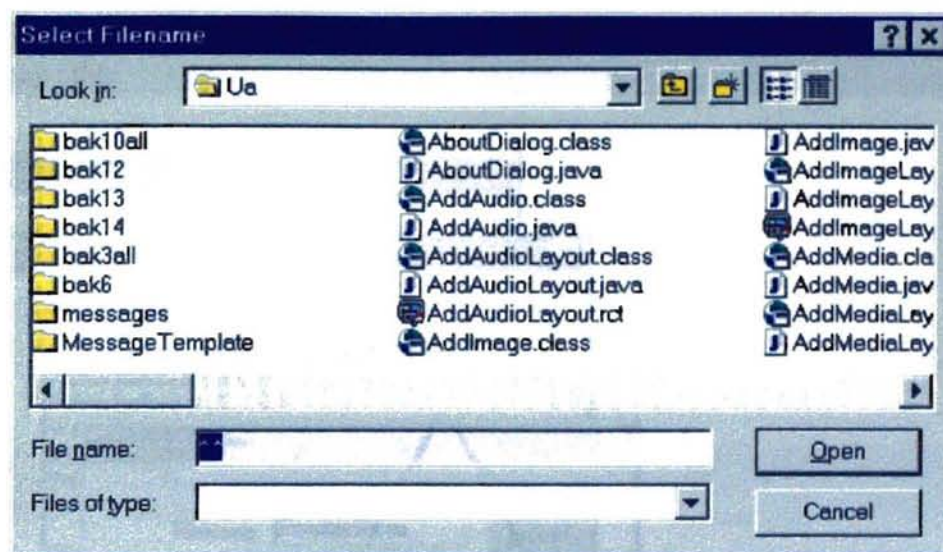 Select Filename
Look in:
Ua
bak10all
bak12
bak13
bak14
bak3all
bak6
messages
MessageTemplate
AboutDialog.class
AboutDialog.java
AddAudio.class
AddAudio.java
AddAudioLayout.class
AddAudioLayout.java
AddAudioLayout.rct
AddImage.class
AddImage.jav
AddImageLay
AddImageLay
AddImageLay
AddMedia.cla
AddMedia.jav
AddMediaLay
AddMediaLay
File name:
Open
Files of type:
Cancel